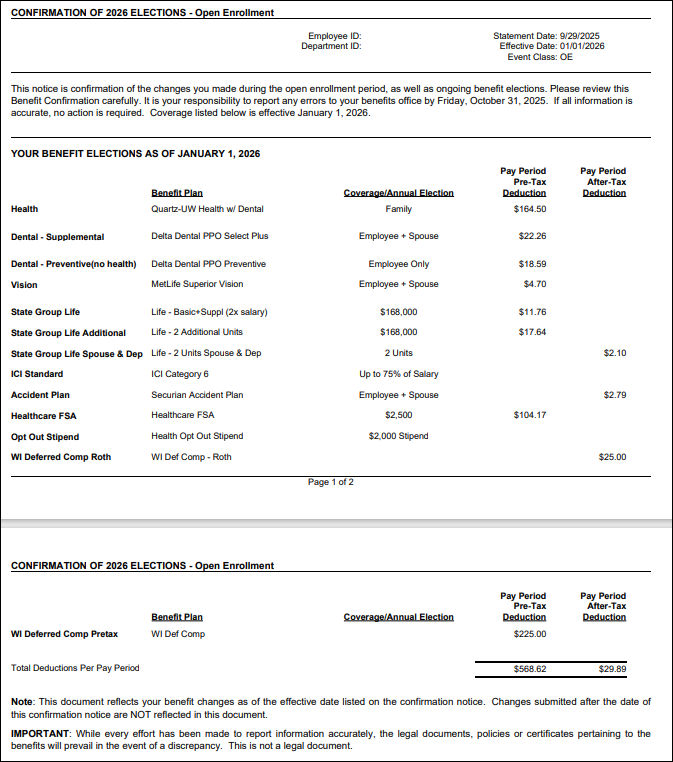 CONFIRMATION OF 2026 ELECTIONS - Open Enrollment
Employee ID: Statement Date: 9/29/2025
Department ID: Effective Date: 01/01/2026
Event Class: OE
This notice is confirmation of the changes you made during the open enrollment period, as well as ongoing benefit elections. Please review this
Benefit Confirmation carefully. It is your responsibility to report any errors to your benefits office by Friday, October 31, 2025. If all information is
accurate, no action is required. Coverage listed below is effective January 1, 2026.
YOUR BENEFIT ELECTIONS AS OF JANUARY 1, 2026
Pay Period Pay Period
Pre-Tax After-Tax
Benefit Plan Coverage/Annual Election Deduction Deduction
Health Quartz-UW Health w/ Dental Family $164.50
Dental - Supplemental Delta Dental PPO Select Plus Employee + Spouse $22.26
Dental - Preventive(no health) Delta Dental PPO Preventive Employee Only $18.59
Vision MetLife Superior Vision Employee + Spouse $4.70
State Group Life Life - Basic+Suppl (2x salary) $168,000 $11.76
State Group Life Additional Life - 2 Additional Units $168,000 $17.64
State Group Life Spouse & Dep Life - 2 Units Spouse & Dep 2 Units $2.10
ICI Standard ICI Category 6 Up to 75% of Salary
Accident Plan Securian Accident Plan Employee + Spouse $2.79
Healthcare FSA Healthcare FSA $2,500 $104.17
Opt Out Stipend Health Opt Out Stipend $2,000 Stipend
WI Deferred Comp Roth WI Def Comp - Roth $25.00
Page 1 of 2
CONFIRMATION OF 2026 ELECTIONS - Open Enrollment
Pay Period Pay Period
Pre-Tax After-Tax
Benefit Plan Coverage/Annual Election Deduction Deduction
WI Deferred Comp Pretax WI Def Comp $225.00
Total Deductions Per Pay Period $568.62 $29.89
Note: This document reflects your benefit changes as of the effective date listed on the confirmation notice. Changes submitted after the date of
this confirmation notice are NOT reflected in this document.
IMPORTANT: While every effort has been made to report information accurately, the legal documents, policies or certificates pertaining to the
benefits will prevail in the event of a discrepancy. This is not a legal document.